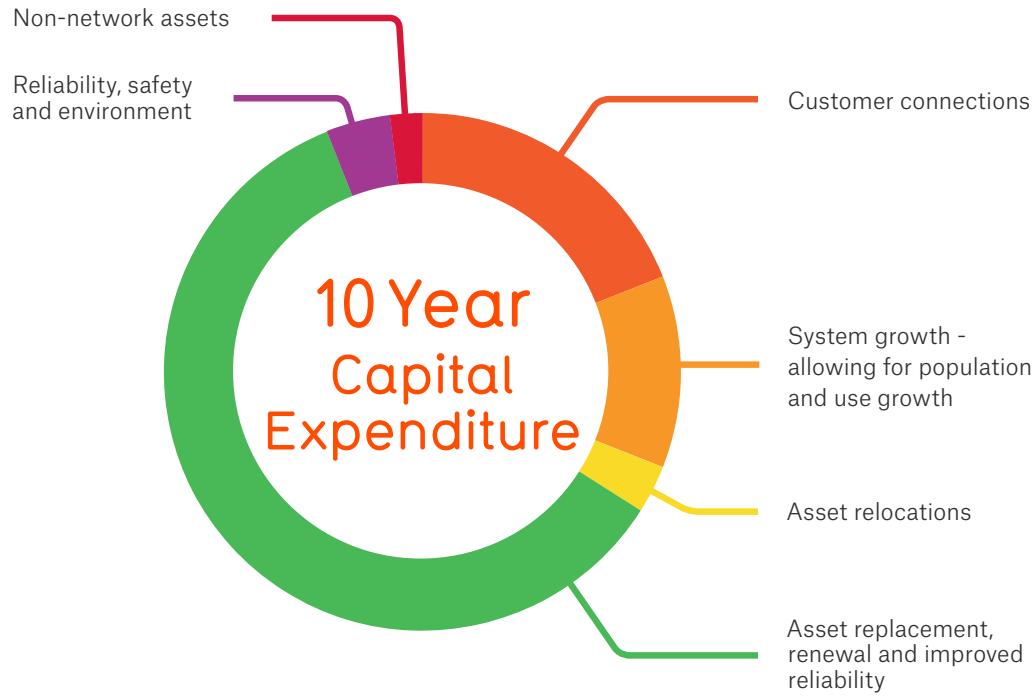 Non-network assets
Reliability, safety
and environment
Customer connections
10 Year
Capital
Expenditure
System growth -
allowing for population
and use growth
Asset relocations
Asset replacement,
renewal and improved
reliability